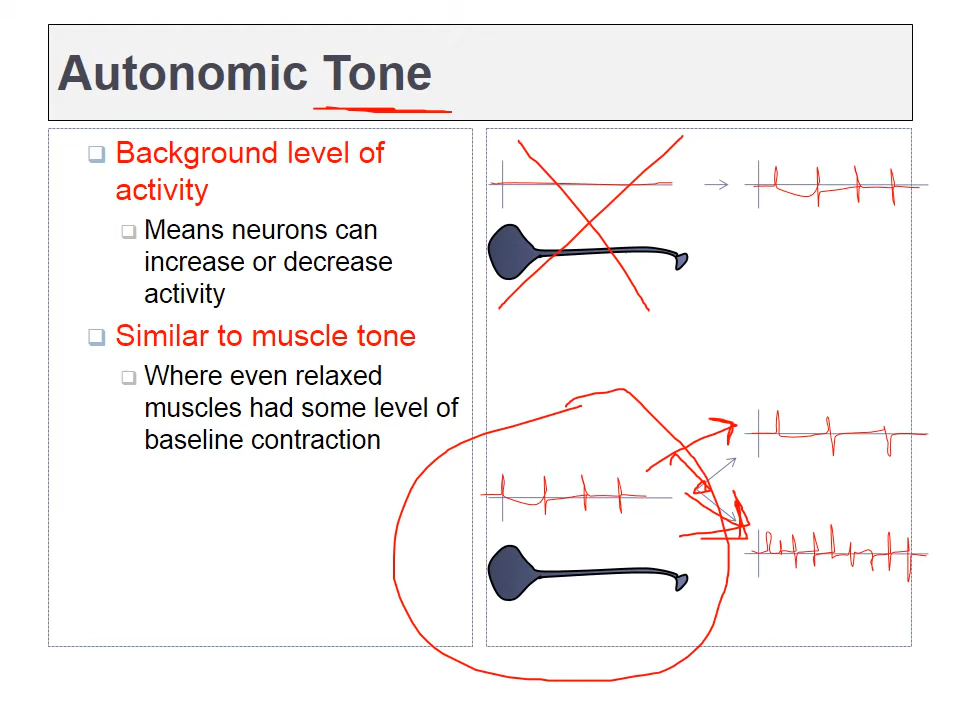 Autonomic Tone
Background level of
activity
Means neurons can
increase or decrease
activity
Similar to muscle tone
Where even relaxed
muscles had some level of
baseline contraction